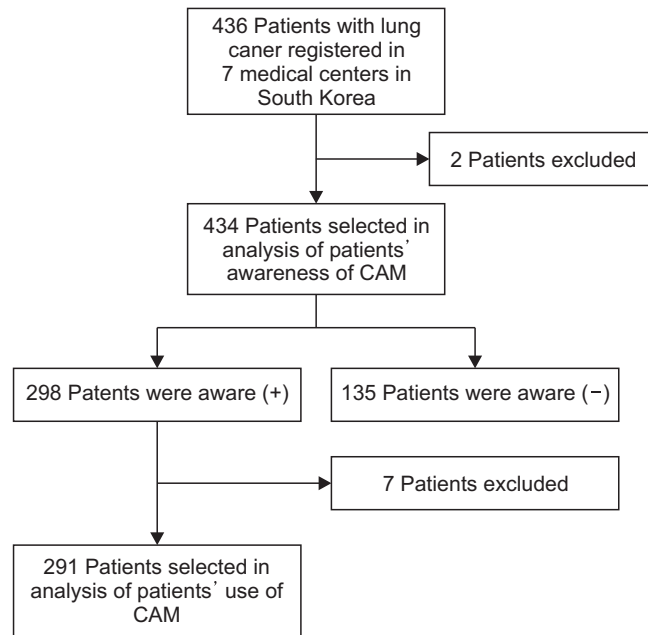 436 Patients with lung
caner registered in
7 medical centers in
South Korea
2 Patients excluded
434 Patients selected in
analysis of patients’
awareness of CAM
298 Patents were aware (+)
135 Patients were aware (−)
7 Patients excluded
291 Patients selected in
analysis of patients’ use of
CAM